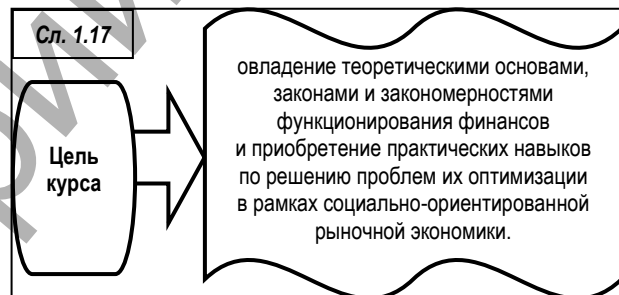 Сл. 1.17
Цель
курса
овладение теоретическими основами,
законами и закономерностями
функционирования финансов
и приобретение практических навыков
по решению проблем их оптимизации
в рамках социально-ориентированной
рыночной экономики.